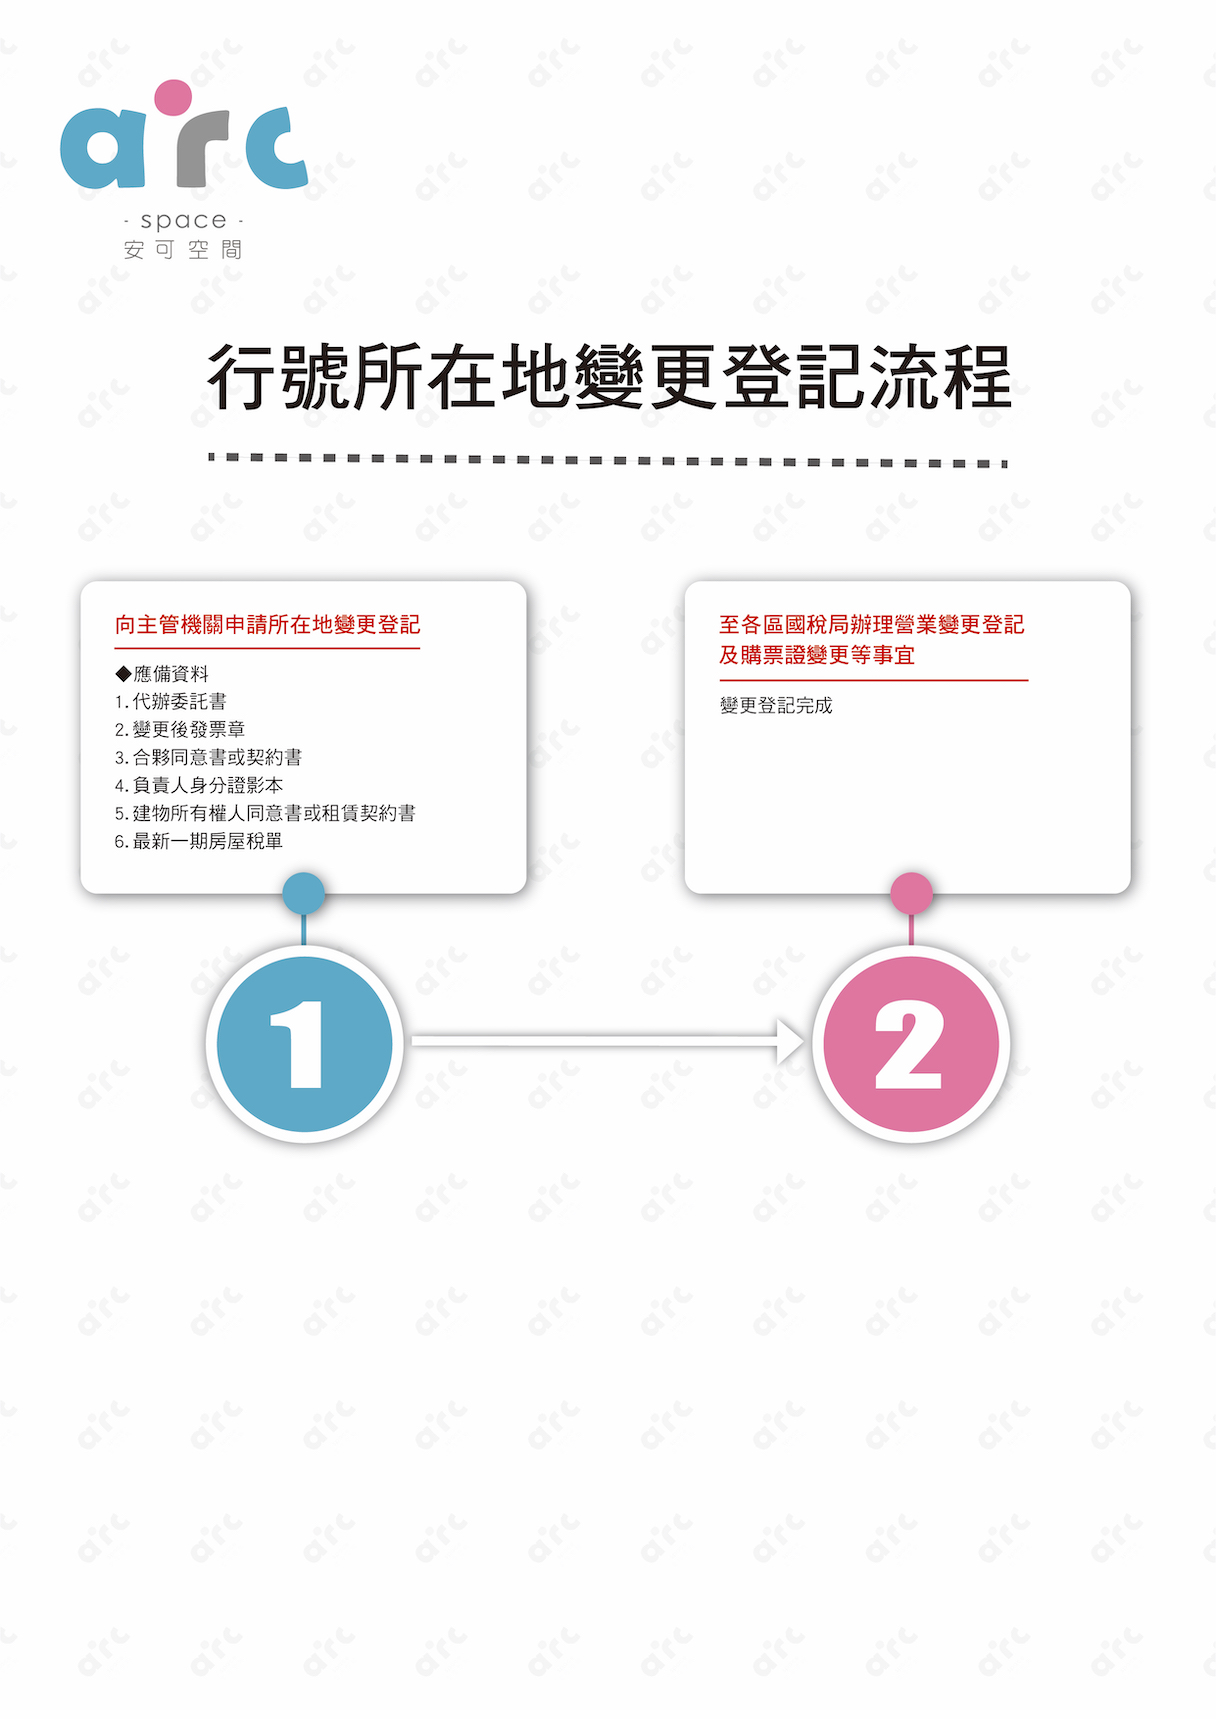 arc
- space -
安可空間
行號所在地變更登記流程
向主管機關申請所在地變更登記
◆應備資料
1. 代辦委託書
2. 變更後發票章
3. 合夥同意書或契約書
4. 負責人身分證影本
5. 建物所有權人同意書或租賃契約書
6. 最新一期房屋稅單
至各區國稅局辦理營業變更登記
及購票證變更等事宜
變更登記完成
1
2